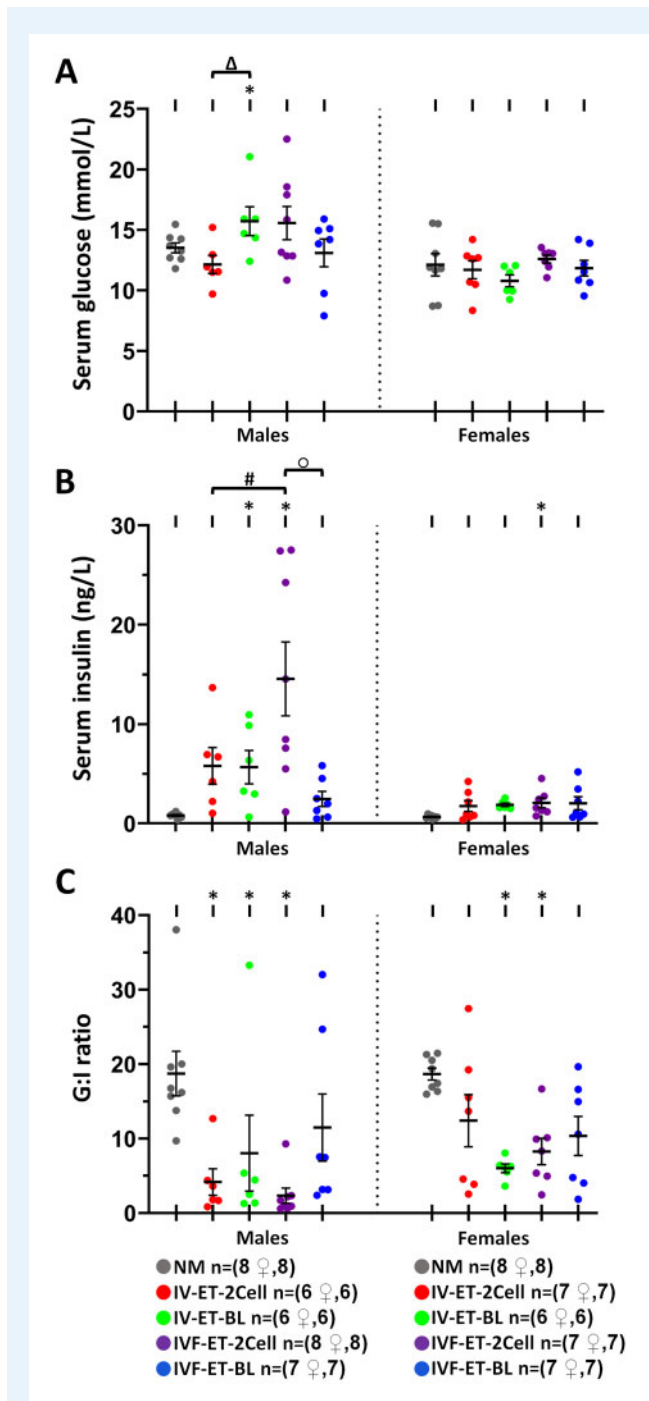 A
Δ
*
Serum glucose (mmol/L)
25
20
15
10
5
0
Males
Females
B
#
○
*
*
*
Serum insulin (ng/L)
30
20
10
0
Males
Females
C
*
*
*
*
*
G:I ratio
40
30
20
10
0
Males
Females
NM n=(8 ♀,8)
IV-ET-2Cell n=(6 ♀,6)
IV-ET-BL n=(6 ♀,6)
IVF-ET-2Cell n=(8 ♀,8)
IVF-ET-BL n=(7 ♀,7)
NM n=(8 ♀,8)
IV-ET-2Cell n=(7 ♀,7)
IV-ET-BL n=(6 ♀,6)
IVF-ET-2Cell n=(7 ♀,7)
IVF-ET-BL n=(7 ♀,7)